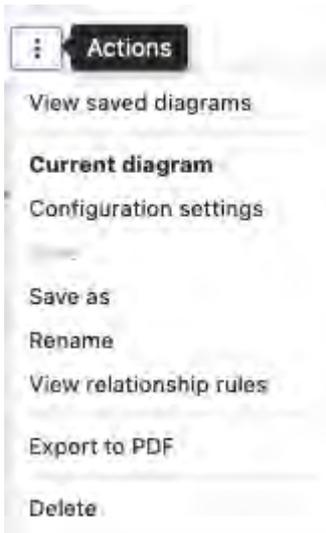 Actions
View saved diagrams
Current diagram
Configuration settings
Save as
Rename
View relationship rules
Export to PDF
Delete